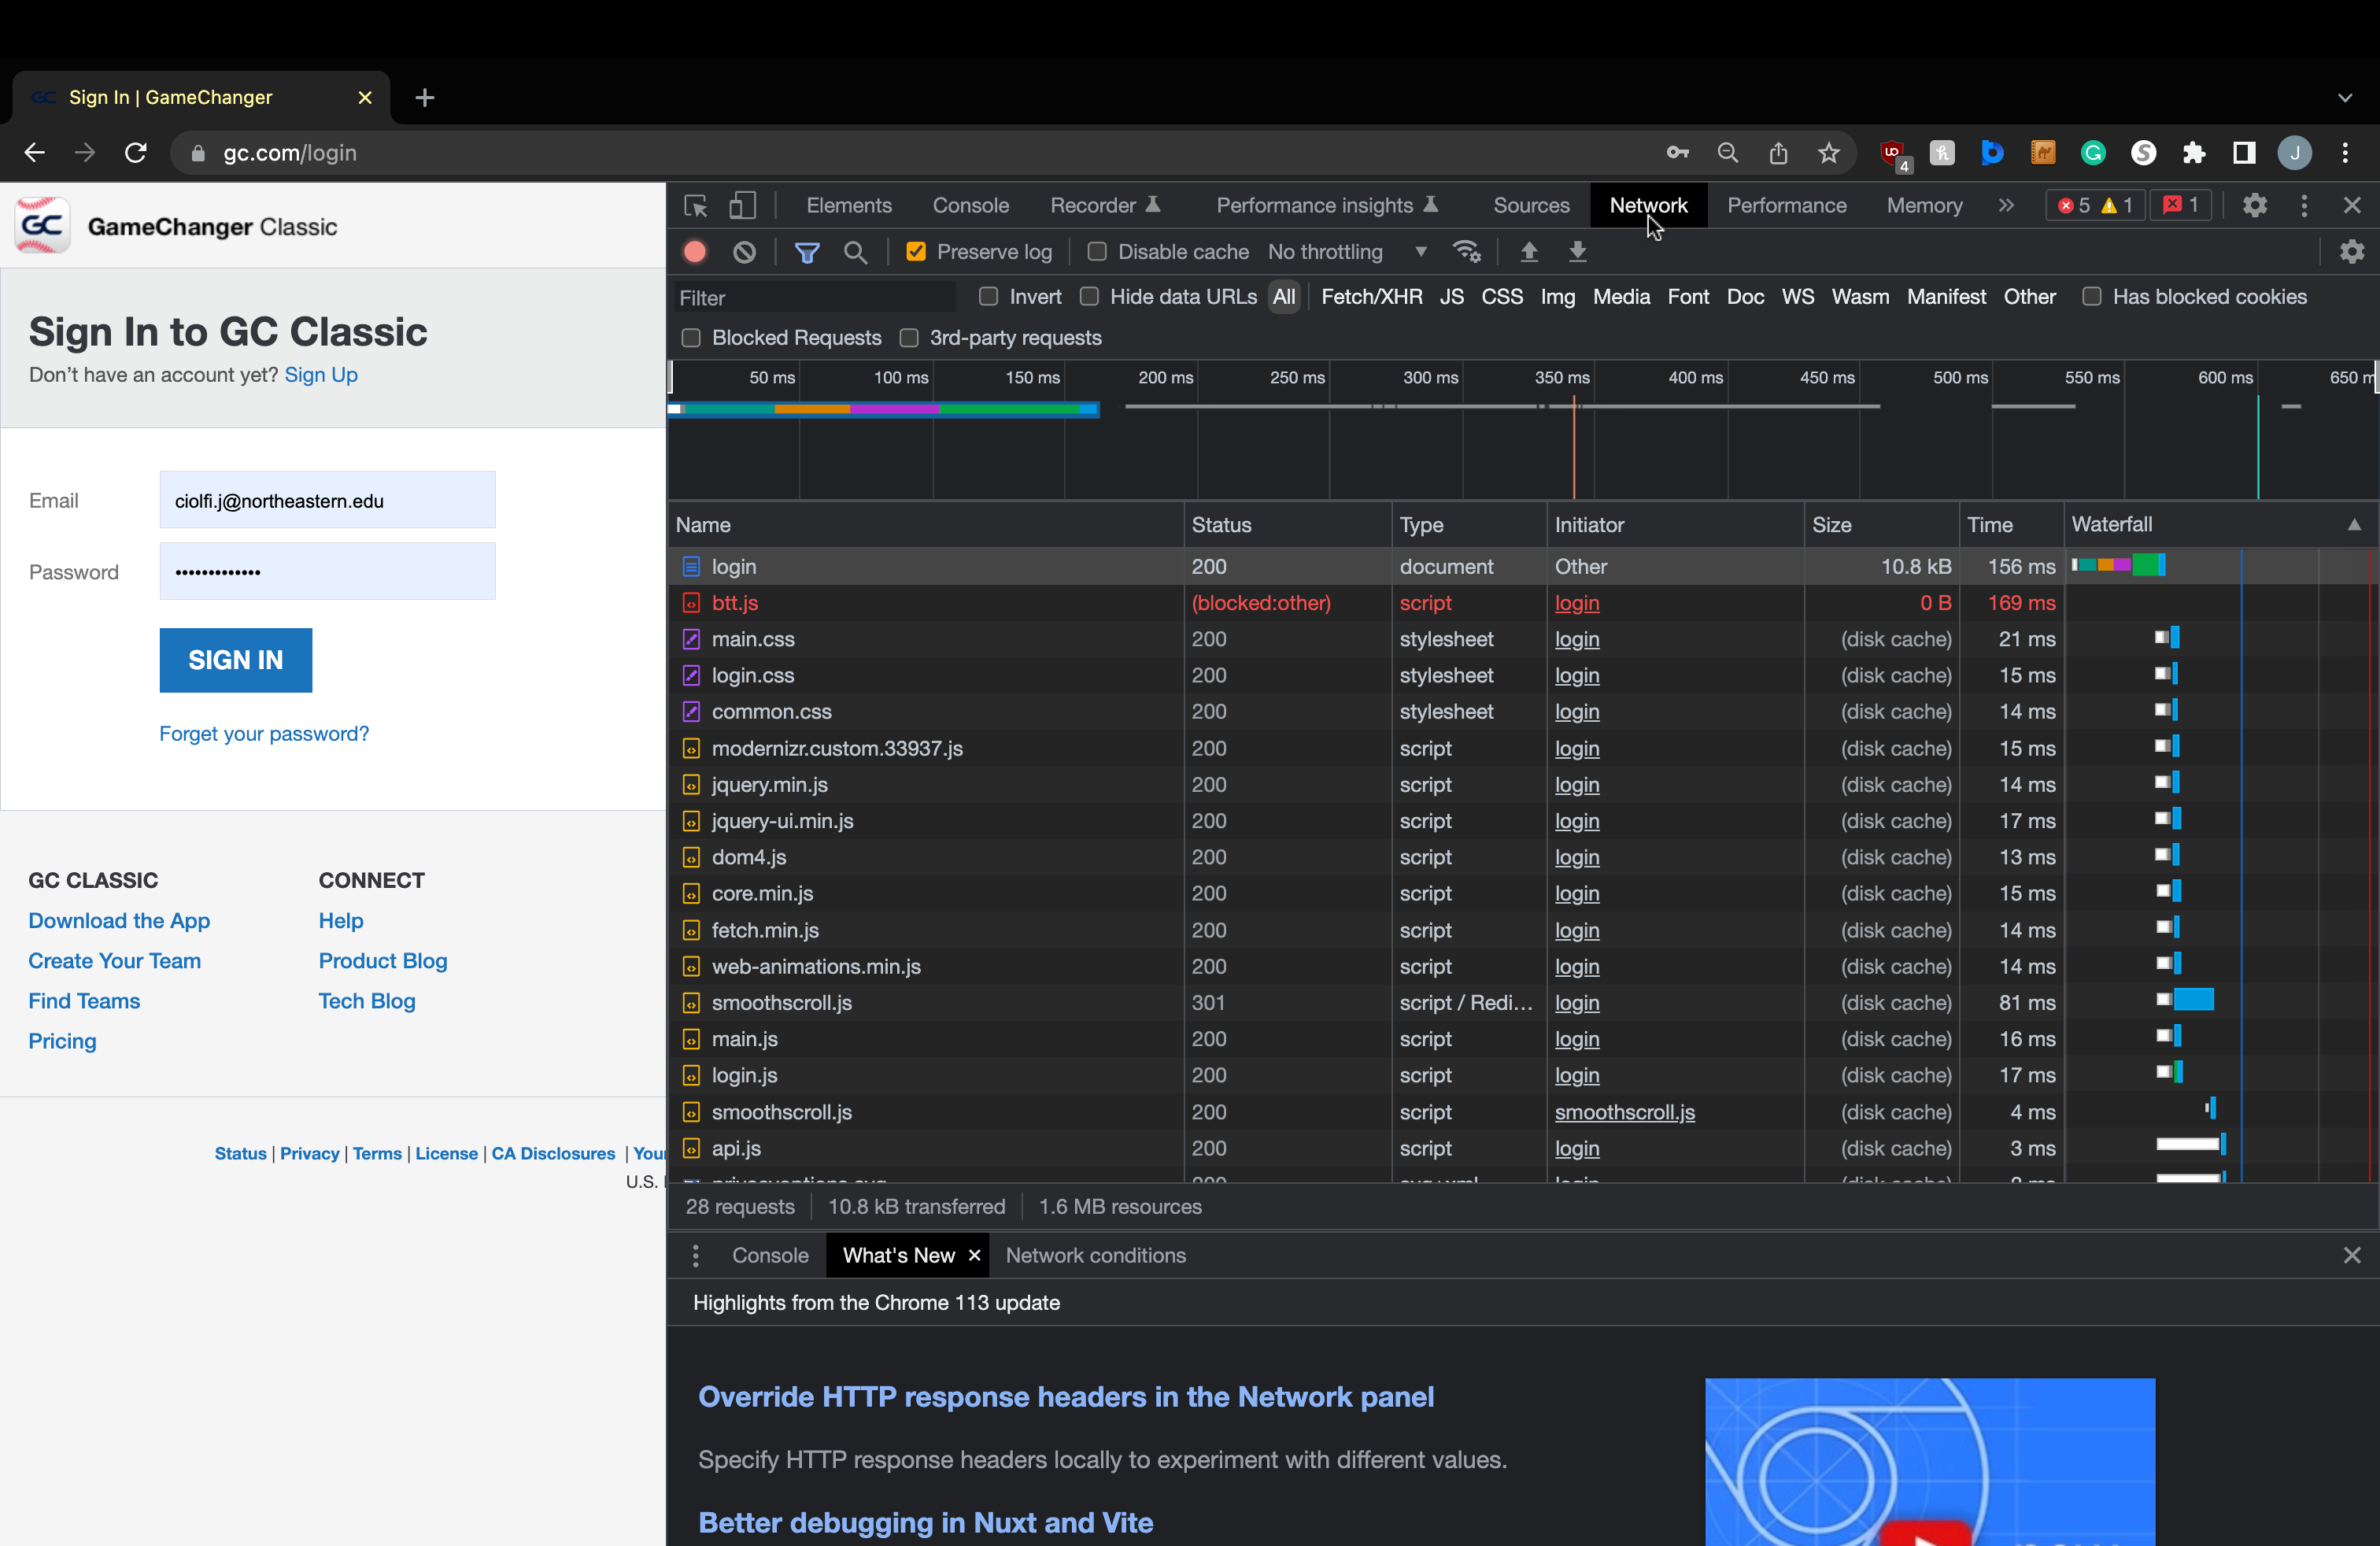 Sign In | GameChanger
gc.com/login
4
J
GC
GameChanger Classic
Sign In to GC Classic
Don't have an account yet? Sign Up
Email
ciolfi.j@northeastern.edu
Password
SIGN IN
Forget your password?
GC CLASSIC
CONNECT
Download the App
Help
Create Your Team
Product Blog
Find Teams
Tech Blog
Pricing
Status | Privacy | Terms | License | CA Disclosures | Your
U.S.
Elements Console Recorder Performance insights Sources Network Performance Memory 5 1 1
Preserve log Disable cache No throttling
Filter Invert Hide data URLs All Fetch/XHR JS CSS Img Media Font Doc WS Wasm Manifest Other Has blocked cookies
Blocked Requests 3rd-party requests
50 ms 100 ms 150 ms 200 ms 250 ms 300 ms 350 ms 400 ms 450 ms 500 ms 550 ms 600 ms 650 m
Name Status Type Initiator Size Time Waterfall
login 200 document Other 10.8 kB 156 ms
btt.js (blocked:other) script login 0 B 169 ms
main.css 200 stylesheet login (disk cache) 21 ms
login.css 200 stylesheet login (disk cache) 15 ms
common.css 200 stylesheet login (disk cache) 14 ms
modernizr.custom.33937.js 200 script login (disk cache) 15 ms
jquery.min.js 200 script login (disk cache) 14 ms
jquery-ui.min.js 200 script login (disk cache) 17 ms
dom4.js 200 script login (disk cache) 13 ms
core.min.js 200 script login (disk cache) 15 ms
fetch.min.js 200 script login (disk cache) 14 ms
web-animations.min.js 200 script login (disk cache) 14 ms
smoothscroll.js 301 script / Redi... login (disk cache) 81 ms
main.js 200 script login (disk cache) 16 ms
login.js 200 script login (disk cache) 17 ms
smoothscroll.js 200 script smoothscroll.js (disk cache) 4 ms
api.js 200 script login (disk cache) 3 ms
28 requests 10.8 kB transferred 1.6 MB resources
Console What's New Network conditions
Highlights from the Chrome 113 update
Override HTTP response headers in the Network panel
Specify HTTP response headers locally to experiment with different values.
Better debugging in Nuxt and Vite